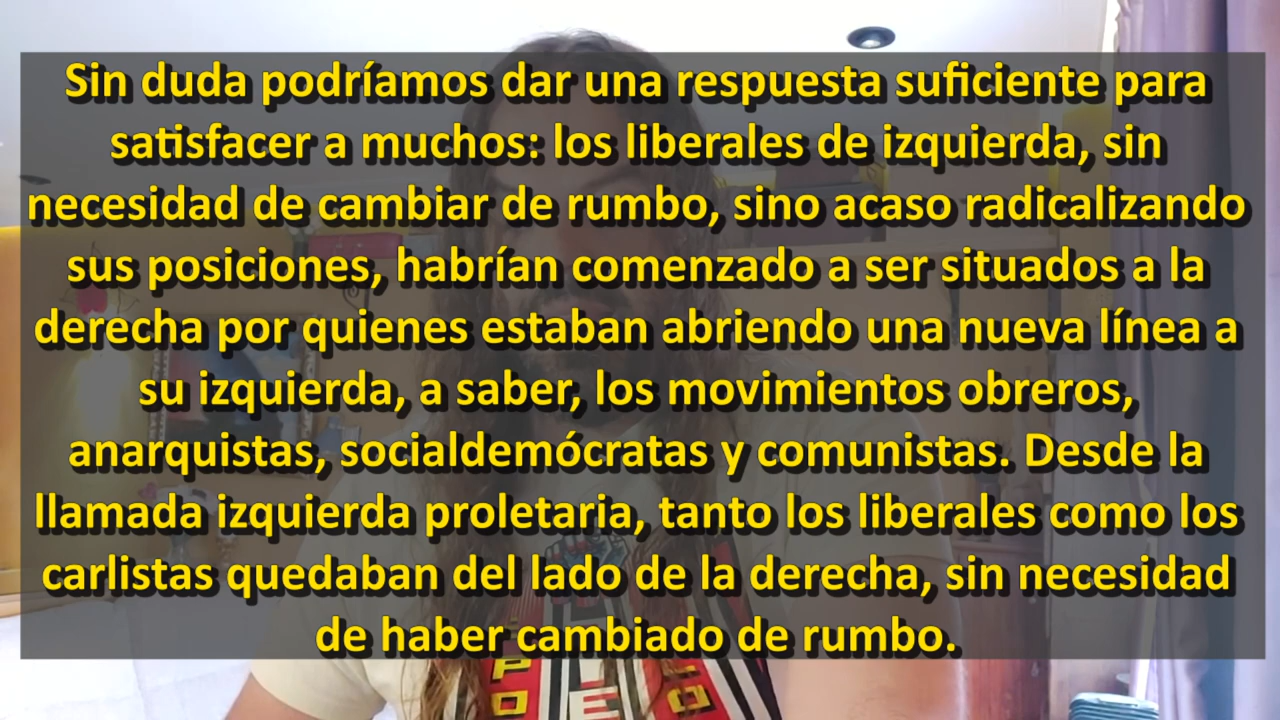 Sin duda podríamos dar una respuesta suficiente para
satisfacer a muchos: los liberales de izquierda, sin
necesidad de cambiar de rumbo, sino acaso radicalizando
sus posiciones, habrían comenzado a ser situados a la
derecha por quienes estaban abriendo una nueva línea a
su izquierda, a saber, los movimientos obreros,
anarquistas, socialdemócratas y comunistas. Desde la
llamada izquierda proletaria, tanto los liberales como los
carlistas quedaban del lado de la derecha, sin necesidad
de haber cambiado de rumbo.